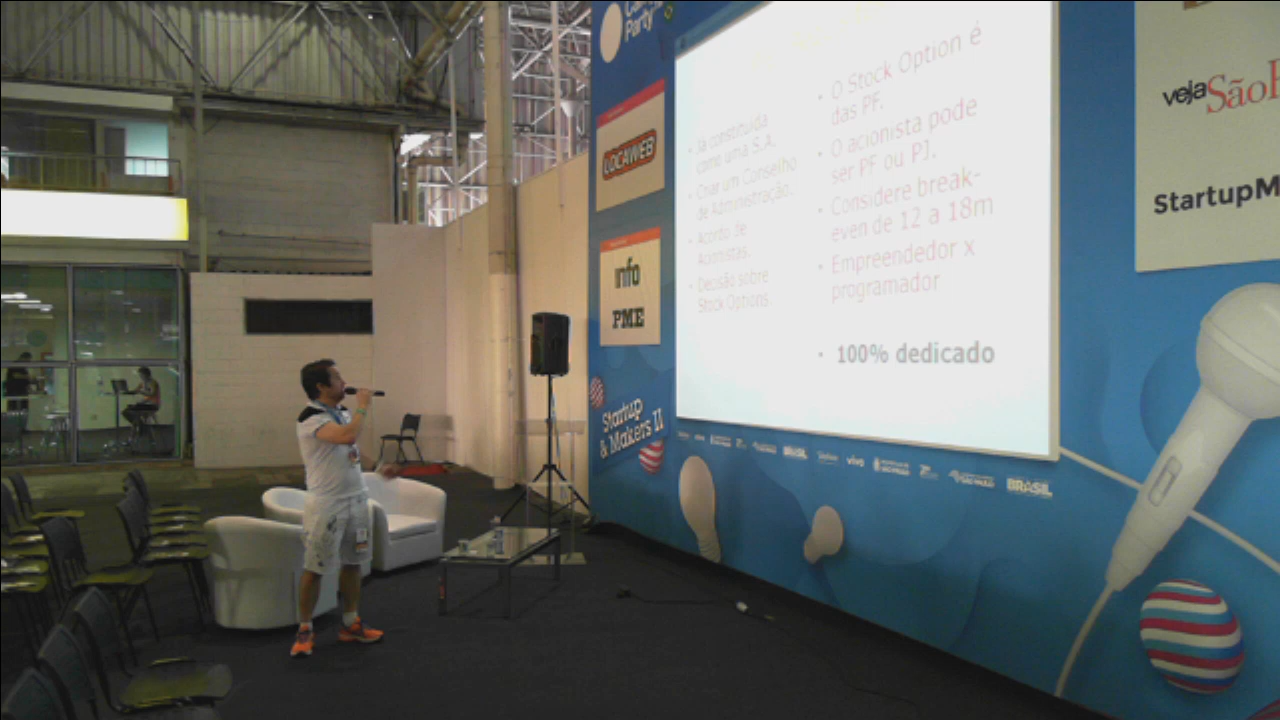 Party
LOCAWEB
info
PME
Startup
& Makers II
Já constituída
como uma S.A.
Criar um Conselho
de Administração.
Acordo de
Acionistas.
Decisão sobre
Stock Options.
O Stock Option é
das PF.
O acionista pode
ser PF ou PJ.
Considere break-
even de 12 a 18m
Empreendedor x
programador
100% dedicado
vivo
BRASIL
veja São
StartupM